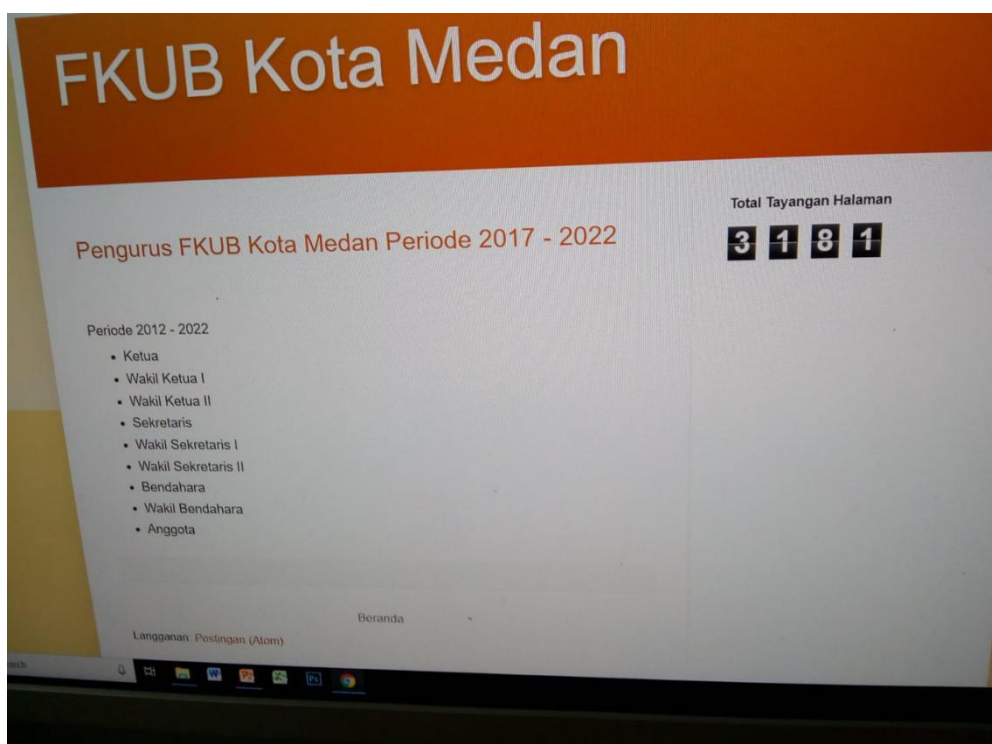 FKUB Kota Medan
Pengurus FKUB Kota Medan Periode 2017 - 2022
Periode 2012 - 2022
• Ketua
• Wakil Ketua I
• Wakil Ketua II
• Sekretaris
• Wakil Sekretaris I
• Wakil Sekretaris II
• Bendahara
• Wakil Bendahara
• Anggota
Beranda
Langganan: Postingan (Atom)
Total Tayangan Halaman
3181